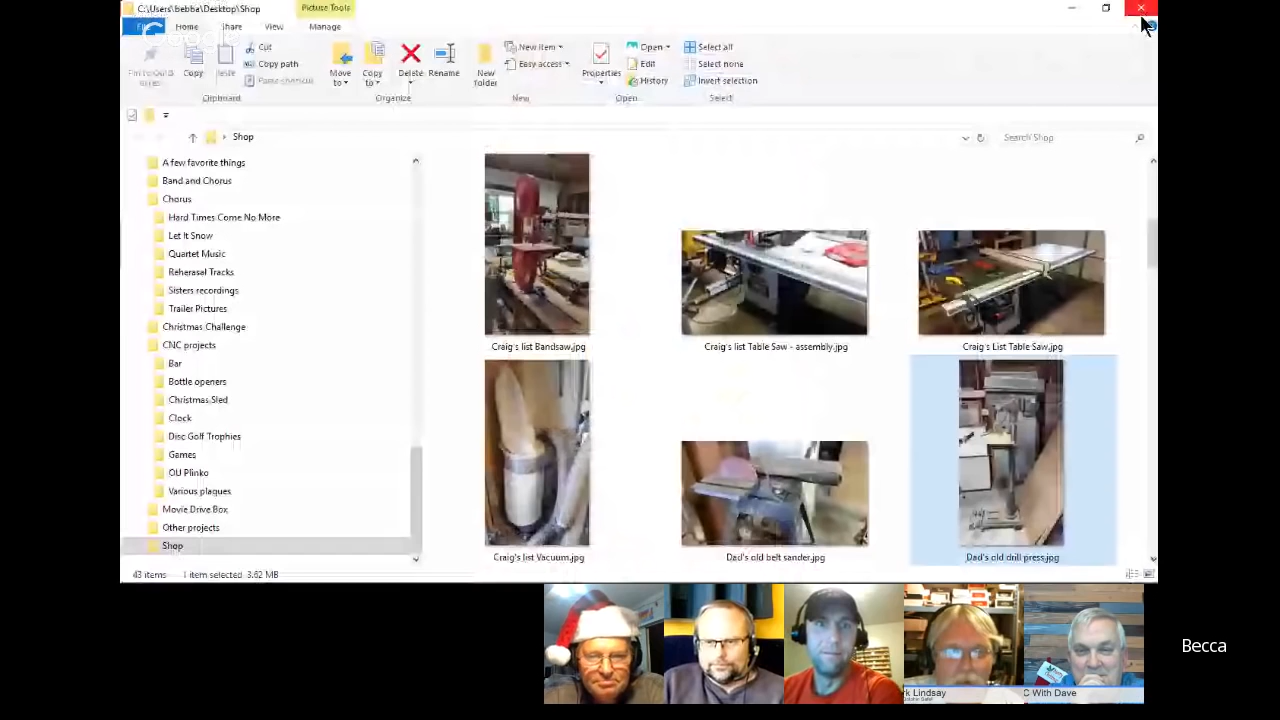 C:\Users\bebba\Desktop\Shop
Picture Tools
File
Home
Share
View
Manage
Google
Copy
Paste
Cut
Copy path
Paste shortcut
Move to
Copy to
Delete
Rename
New folder
New item
Easy access
Properties
Open
Edit
History
Select all
Select none
Invert selection
Clipboard
Organize
New
Open
Select
Shop
Search Shop
A few favorite things
Band and Chorus
Chorus
Hard Times Come No More
Let It Snow
Quartet Music
Reherasel Tracks
Sisters recordings
Trailer Pictures
Christmas Challenge
CNC projects
Bar
Bottle openers
Christmas Sled
Clock
Disc Golf Trophies
Games
OU Plinko
Various plaques
Movie Drive Box
Other projects
Shop
Craig's list Bandsaw.jpg
Craig's list Table Saw - assembly.jpg
Craig's List Table Saw.jpg
Craig's list Vacuum.jpg
Dad's old belt sander.jpg
Dad's old drill press.jpg
43 items
1 item selected 3.62 MB
rk Lindsay
C With Dave
Becca